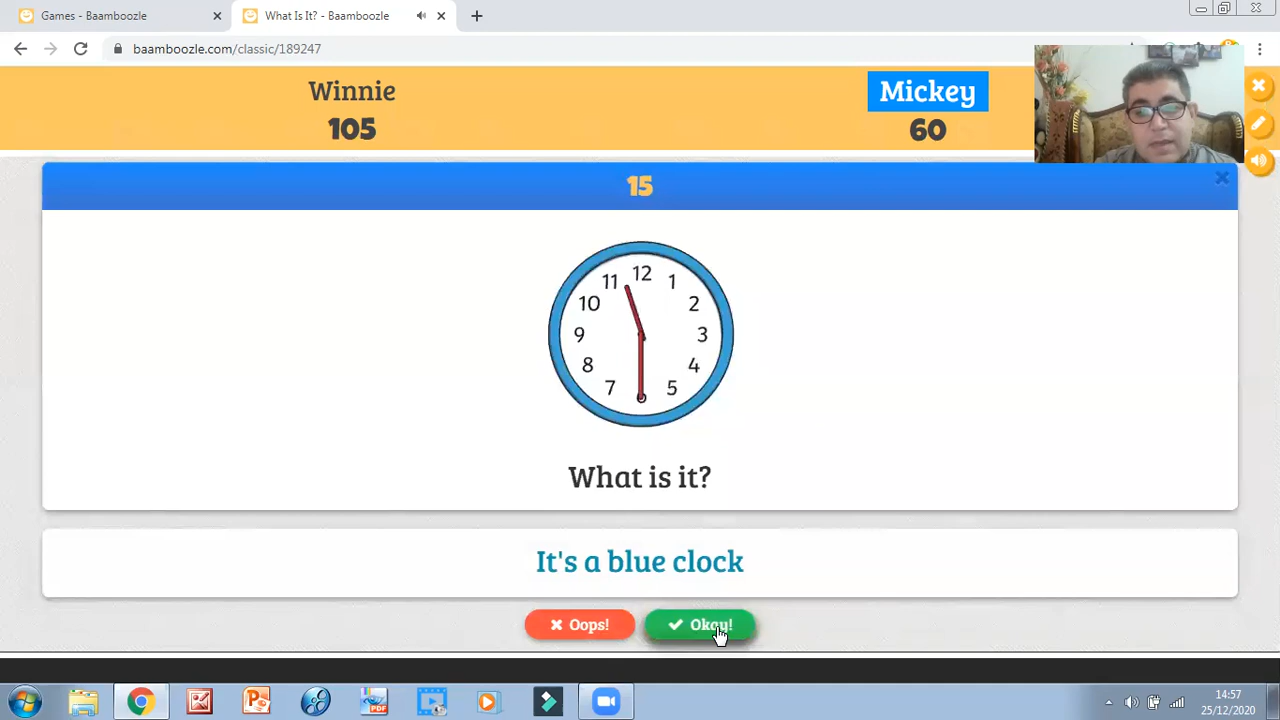 Games - Baamboozle
What Is It? - Baamboozle
baamboozle.com/classic/189247
Winnie
105
Mickey
60
15
12
11
1
10
2
9
3
8
4
7
5
What is it?
It's a blue clock
Oops!
Okay!
PDF
14:57
25/12/2020